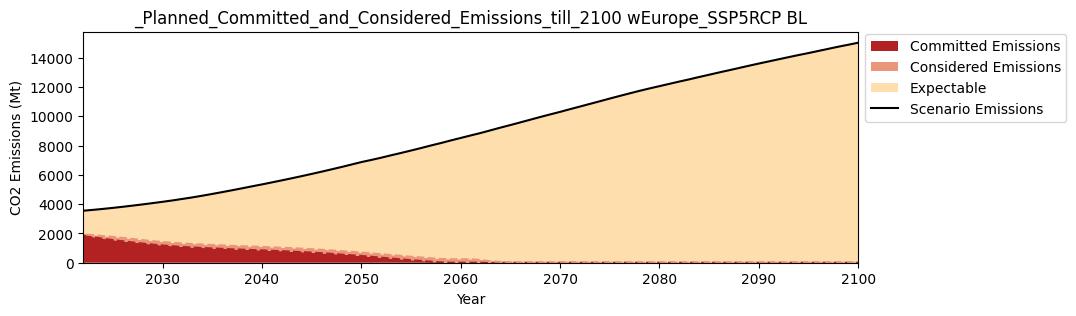 _Planned_Committed_and_Considered_Emissions_till_2100 wEurope_SSP5RCP BL
CO2 Emissions (Mt)
14000
12000
10000
8000
6000
4000
2000
0
2030 2040 2050 2060 2070 2080 2090 2100
Year
Committed Emissions
Considered Emissions
Expectable
Scenario Emissions